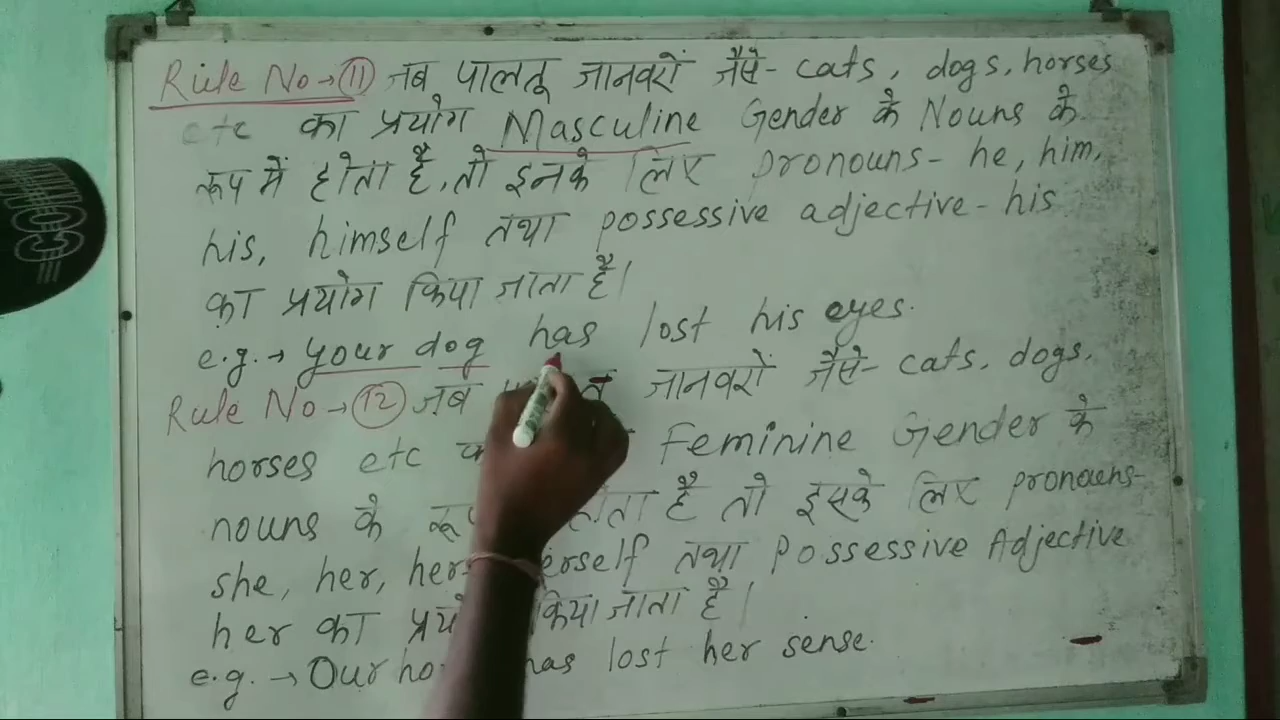 Rule No→⑪ जब पालतू जानवरों जैसे- cats, dogs, horses
etc का प्रयोग Masculine Gender के Nouns के
रूप में होता है, तो इनके लिए pronouns- he, him,
his, himself तथा possessive adjective- his
का प्रयोग किया जाता है।
e.g.→ your dog has lost his eyes.
Rule No→⑫ जब जानवरों जैसे- cats, dogs,
horses etc Feminine Gender के
nouns के है तो इसके लिए pronouns-
she, her, तथा Possessive Adjective
her का किया जाता है।
e.g.→ Our has lost her sense.